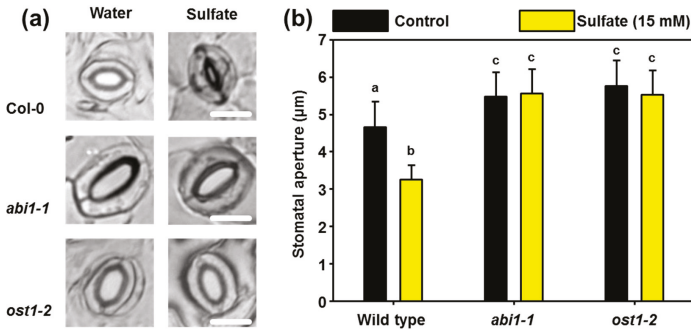 (a)
Water Sulfate
Col-0
abi1-1
ost1-2
(b)
Control Sulfate (15 mM)
Stomatal aperture (μm)
7
6
5
4
3
2
1
0
a
b
c c
c c
Wild type abi1-1 ost1-2